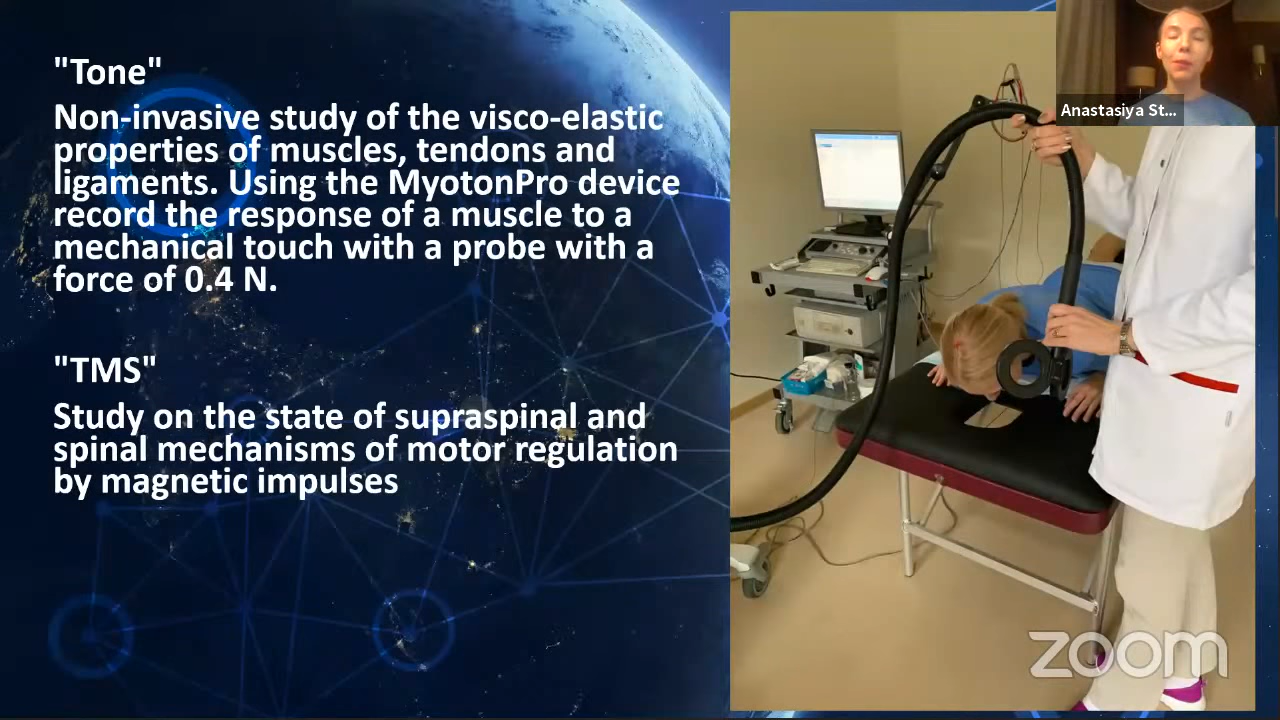 "Tone"
Non-invasive study of the visco-elastic
properties of muscles, tendons and
ligaments. Using the MyotonPro device
record the response of a muscle to a
mechanical touch with a probe with a
force of 0.4 N.
"TMS"
Study on the state of supraspinal and
spinal mechanisms of motor regulation
by magnetic impulses
Anastasiya St...
zoom